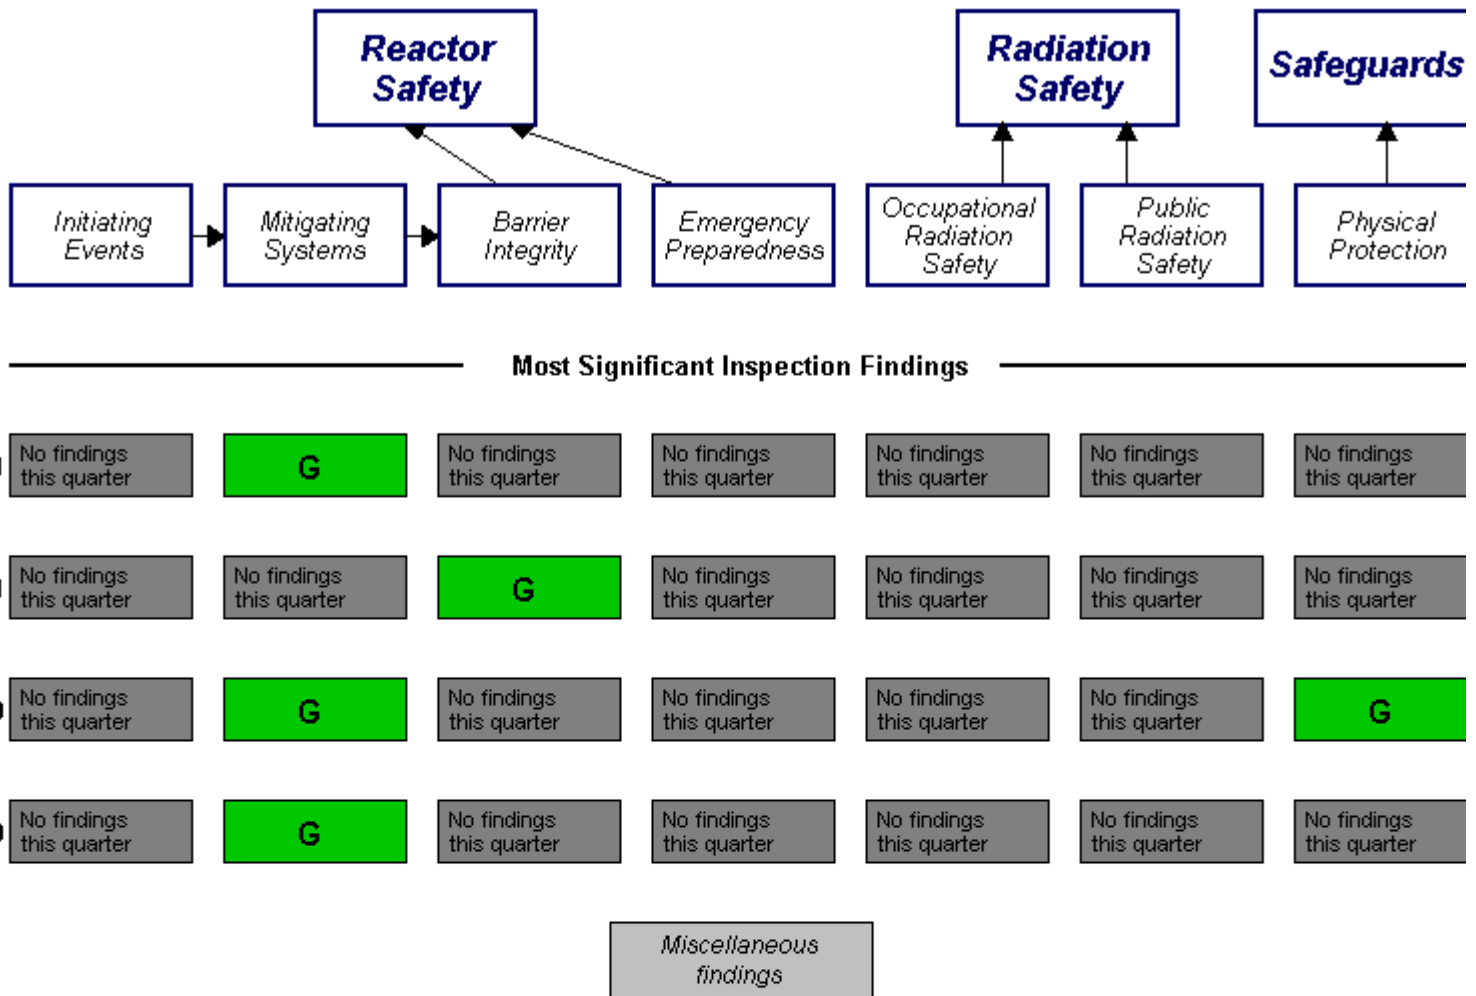 Reactor
Safety
Radiation
Safety
Safeguards
Initiating
Events
Mitigating
Systems
Barrier
Integrity
Emergency
Preparedness
Occupational
Radiation
Safety
Public
Radiation
Safety
Physical
Protection
Most Significant Inspection Findings
No findings
this quarter
G
No findings
this quarter
No findings
this quarter
No findings
this quarter
No findings
this quarter
No findings
this quarter
No findings
this quarter
No findings
this quarter
G
No findings
this quarter
No findings
this quarter
No findings
this quarter
No findings
this quarter
No findings
this quarter
G
No findings
this quarter
No findings
this quarter
No findings
this quarter
No findings
this quarter
G
No findings
this quarter
G
No findings
this quarter
No findings
this quarter
No findings
this quarter
No findings
this quarter
No findings
this quarter
Miscellaneous
findings